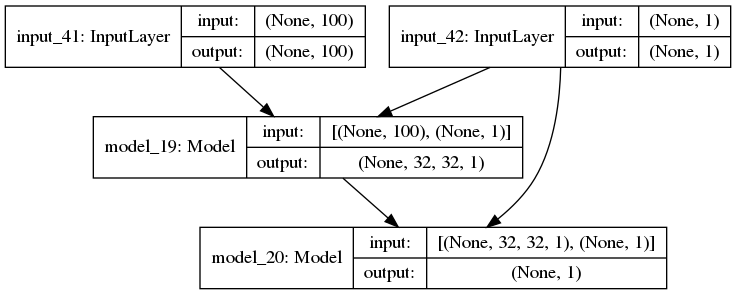 input_41: InputLayer
input: (None, 100)
output: (None, 100)
input_42: InputLayer
input: (None, 1)
output: (None, 1)
model_19: Model
input: [(None, 100), (None, 1)]
output: (None, 32, 32, 1)
model_20: Model
input: [(None, 32, 32, 1), (None, 1)]
output: (None, 1)